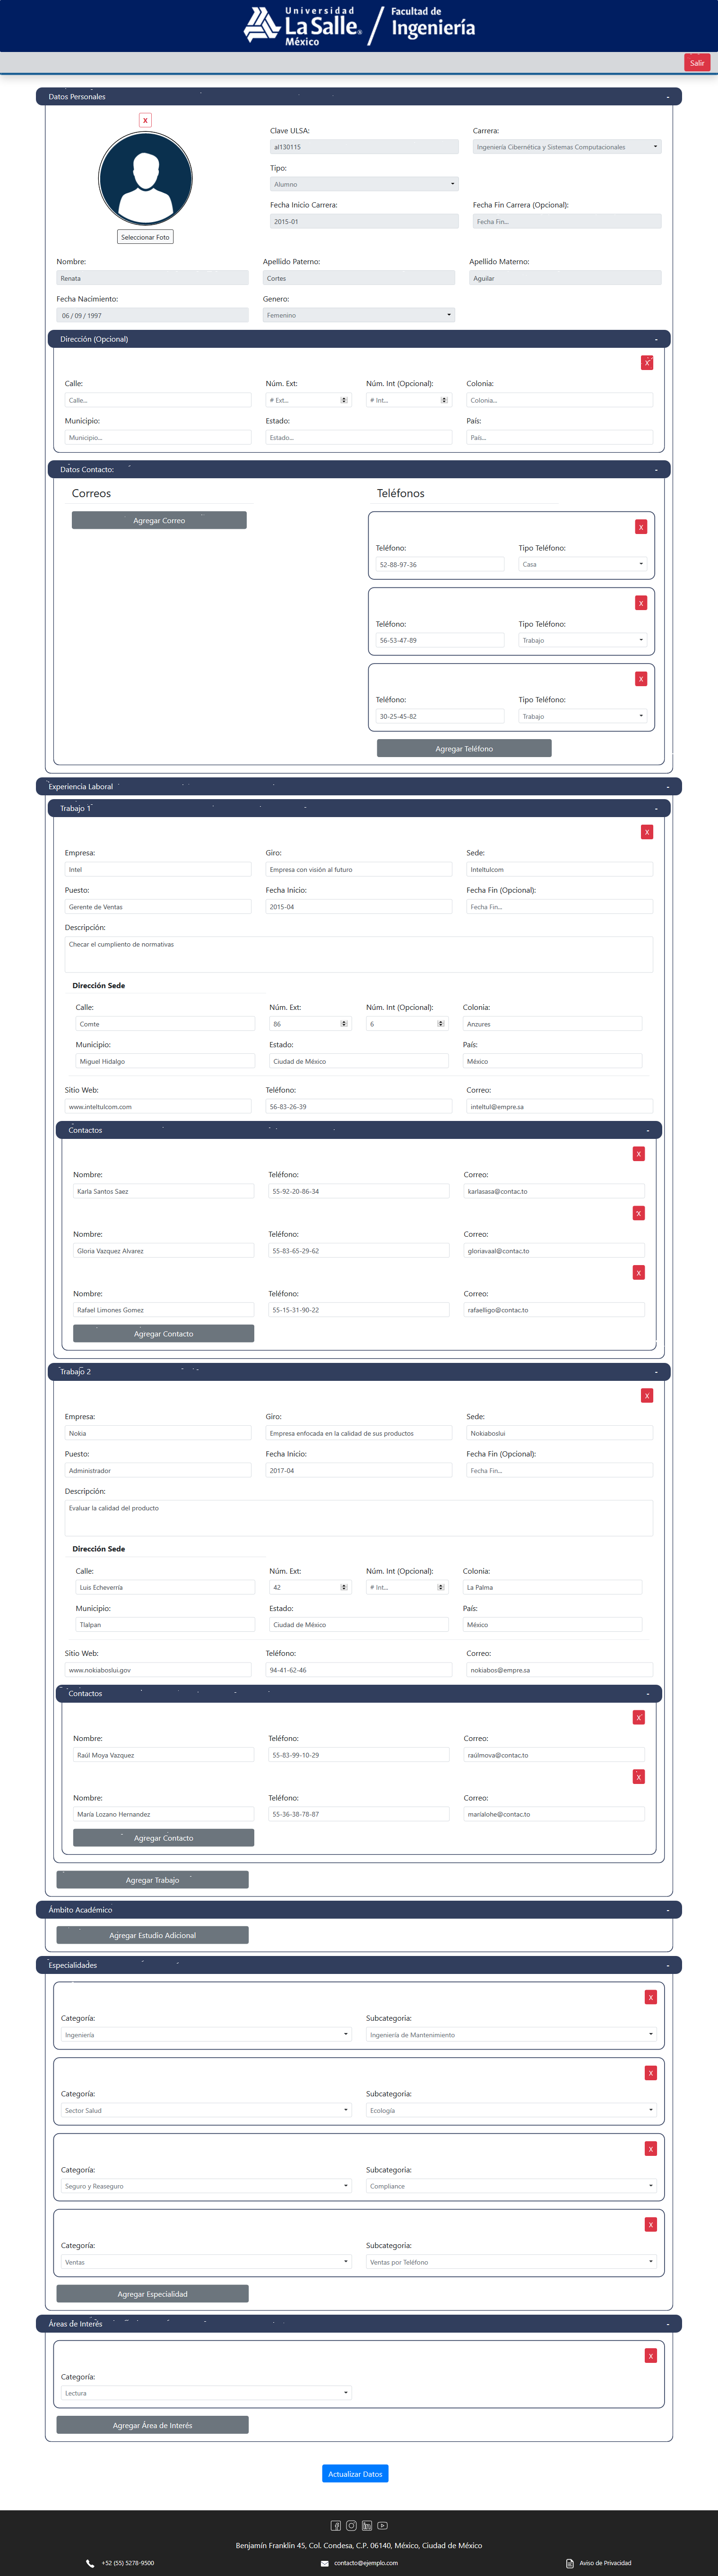 Universidad
La Salle®
México
Facultad de
Ingeniería
Salir
Datos Personales -
x
Seleccionar Foto
Clave ULSA: Carrera:
al130115 Ingeniería Cibernética y Sistemas Computacionales
Tipo:
Alumno
Fecha Inicio Carrera: Fecha Fin Carrera (Opcional):
2015-01 Fecha Fin...
Nombre: Apellido Paterno: Apellido Materno:
Renata Cortes Aguilar
Fecha Nacimiento: Genero:
06 / 09 / 1997 Femenino
Dirección (Opcional) -
X
Calle: Núm. Ext: Núm. Int (Opcional): Colonia:
Calle... # Ext... # Int... Colonia...
Municipio: Estado: País:
Municipio... Estado... País...
Datos Contacto: -
Correos Teléfonos
Agregar Correo
X
Teléfono: Tipo Teléfono:
52-88-97-36 Casa
X
Teléfono: Tipo Teléfono:
56-53-47-89 Trabajo
X
Teléfono: Tipo Teléfono:
30-25-45-82 Trabajo
Agregar Teléfono
Experiencia Laboral -
Trabajo 1 -
X
Empresa: Giro: Sede:
Intel Empresa con visión al futuro Inteltulcom
Puesto: Fecha Inicio: Fecha Fin (Opcional):
Gerente de Ventas 2015-04 Fecha Fin...
Descripción:
Checar el cumpliento de normativas
Dirección Sede
Calle: Núm. Ext: Núm. Int (Opcional): Colonia:
Comte 86 6 Anzures
Municipio: Estado: País:
Miguel Hidalgo Ciudad de México México
Sitio Web: Teléfono: Correo:
www.inteltulcom.com 56-83-26-39 inteltul@empre.sa
Contactos -
X
Nombre: Teléfono: Correo:
Karla Santos Saez 55-92-20-86-34 karlasasa@contac.to
X
Nombre: Teléfono: Correo:
Gloria Vazquez Alvarez 55-83-65-29-62 gloriavaal@contac.to
X
Nombre: Teléfono: Correo:
Rafael Limones Gomez 55-15-31-90-22 rafaelligo@contac.to
Agregar Contacto
Trabajo 2 -
X
Empresa: Giro: Sede:
Nokia Empresa enfocada en la calidad de sus productos Nokiaboslui
Puesto: Fecha Inicio: Fecha Fin (Opcional):
Administrador 2017-04 Fecha Fin...
Descripción:
Evaluar la calidad del producto
Dirección Sede
Calle: Núm. Ext: Núm. Int (Opcional): Colonia:
Luis Echeverría 42 # Int... La Palma
Municipio: Estado: País:
Tlalpan Ciudad de México México
Sitio Web: Teléfono: Correo:
www.nokiaboslui.gov 94-41-62-46 nokiabos@empre.sa
Contactos -
X
Nombre: Teléfono: Correo:
Raúl Moya Vazquez 55-83-99-10-29 raúlmova@contac.to
X
Nombre: Teléfono: Correo:
María Lozano Hernandez 55-36-38-78-87 maríalohe@contac.to
Agregar Contacto
Agregar Trabajo
Ámbito Académico -
Agregar Estudio Adicional
Especialidades -
X
Categoría: Subcategoria:
Ingeniería Ingeniería de Mantenimiento
X
Categoría: Subcategoria:
Sector Salud Ecología
X
Categoría: Subcategoria:
Seguro y Reaseguro Compliance
X
Categoría: Subcategoria:
Ventas Ventas por Teléfono
Agregar Especialidad
Áreas de Interés -
X
Categoría:
Lectura
Agregar Área de Interés
Actualizar Datos
Benjamín Franklin 45, Col. Condesa, C.P. 06140, México, Ciudad de México
+52 (55) 5278-9500 contacto@ejemplo.com Aviso de Privacidad